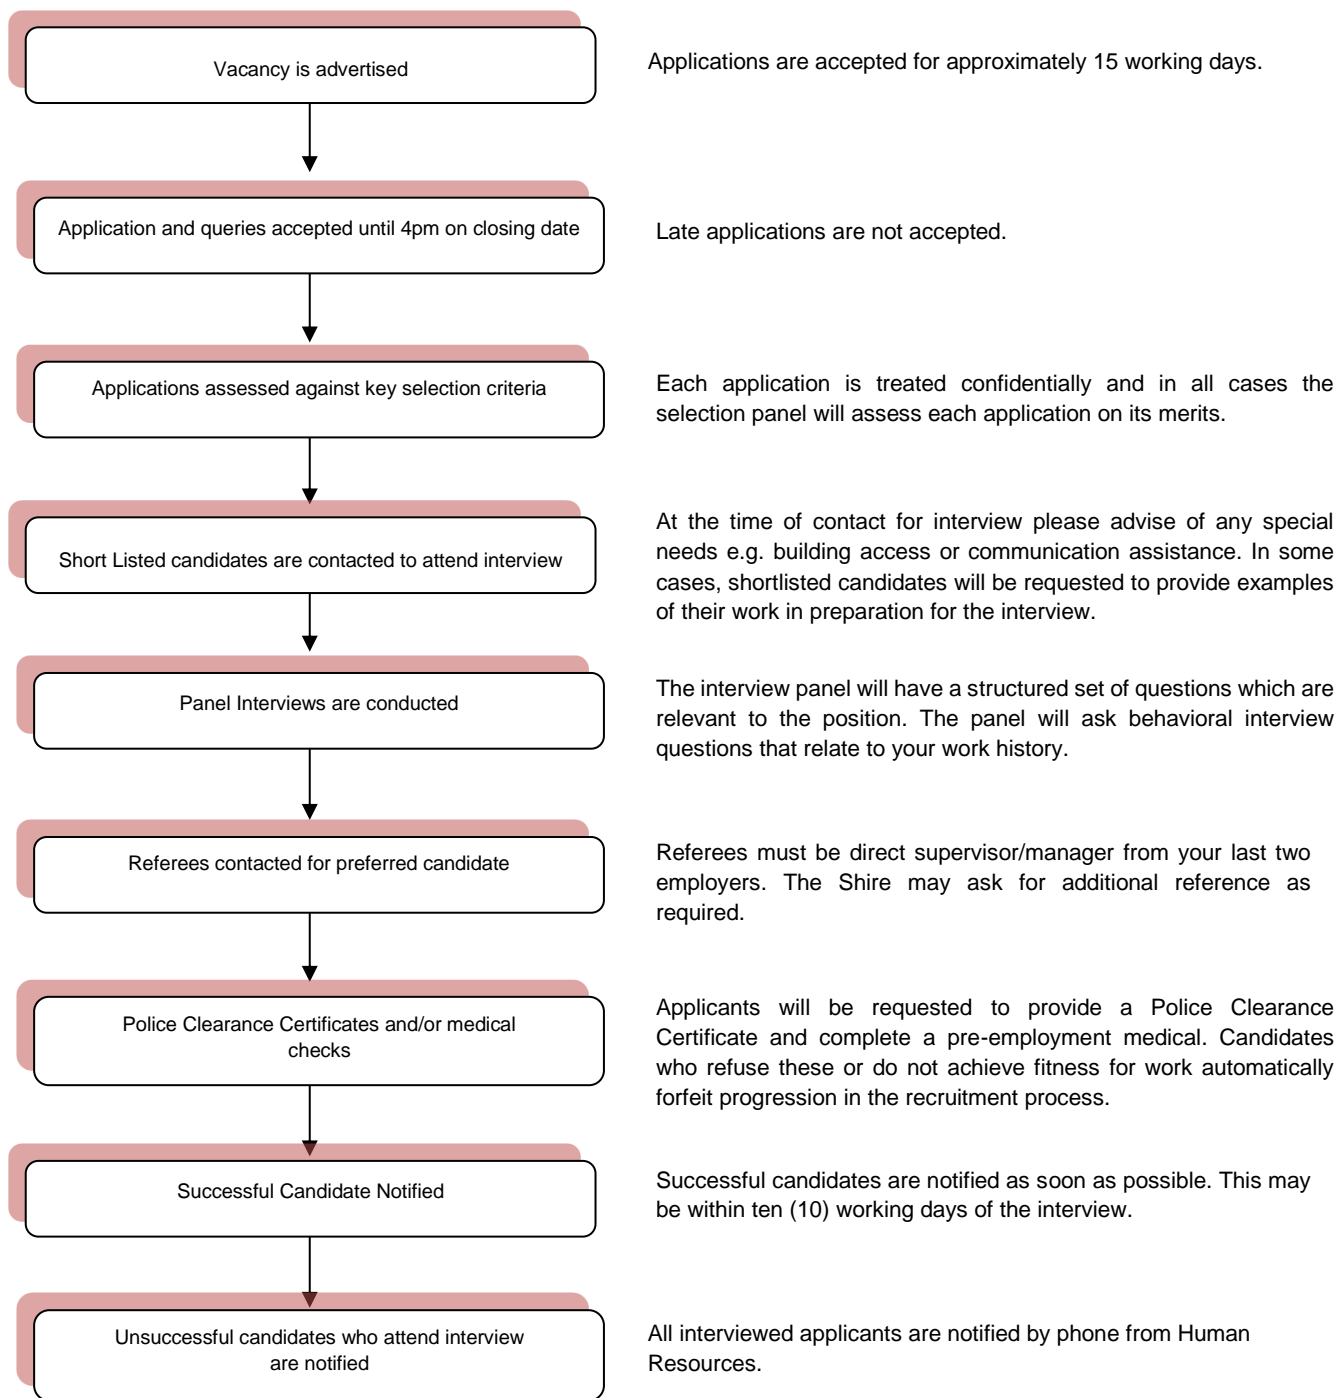 Vacancy is advertised
Applications are accepted for approximately 15 working days.
Application and queries accepted until 4pm on closing date
Late applications are not accepted.
Applications assessed against key selection criteria
Each application is treated confidentially and in all cases the
selection panel will assess each application on its merits.
Short Listed candidates are contacted to attend interview
At the time of contact for interview please advise of any special
needs e.g. building access or communication assistance. In some
cases, shortlisted candidates will be requested to provide examples
of their work in preparation for the interview.
Panel Interviews are conducted
The interview panel will have a structured set of questions which are
relevant to the position. The panel will ask behavioral interview
questions that relate to your work history.
Referees contacted for preferred candidate
Referees must be direct supervisor/manager from your last two
employers. The Shire may ask for additional reference as
required.
Police Clearance Certificates and/or medical
checks
Applicants will be requested to provide a Police Clearance
Certificate and complete a pre-employment medical. Candidates
who refuse these or do not achieve fitness for work automatically
forfeit progression in the recruitment process.
Successful Candidate Notified
Successful candidates are notified as soon as possible. This may
be within ten (10) working days of the interview.
Unsuccessful candidates who attend interview
are notified
All interviewed applicants are notified by phone from Human
Resources.